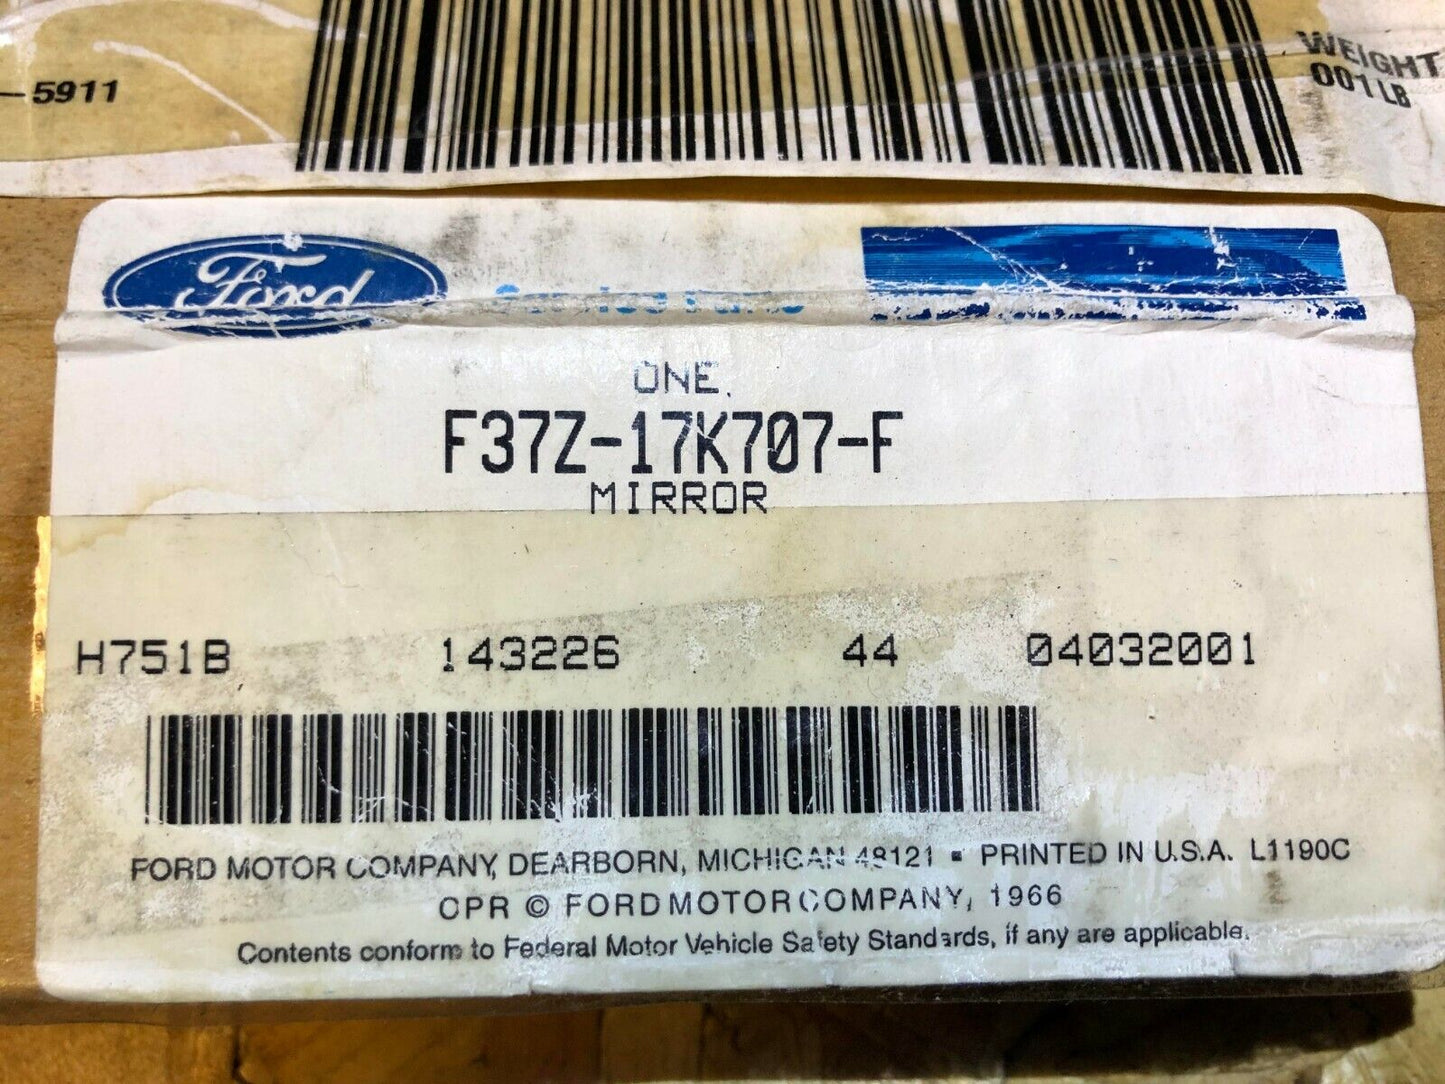 -5911
WEIGHT
001 LB
Ford
Service Parts
ONE
F37Z-17K707-F
MIRROR
H751B 143226 44 04032001
FORD MOTOR COMPANY, DEARBORN, MICHIGAN 48121 ▪ PRINTED IN U.S.A. L1190C
CPR © FORD MOTOR COMPANY, 1966
Contents conform to Federal Motor Vehicle Safety Standards, if any are applicable.